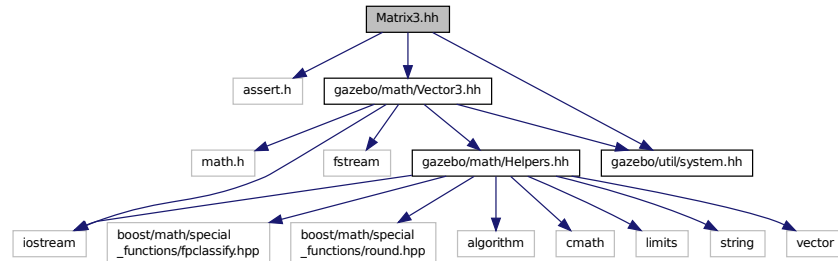 Matrix3.hh
assert.h
gazebo/math/Vector3.hh
math.h
fstream
gazebo/math/Helpers.hh
gazebo/util/system.hh
iostream
boost/math/special
_functions/fpclassify.hpp
boost/math/special
_functions/round.hpp
algorithm
cmath
limits
string
vector